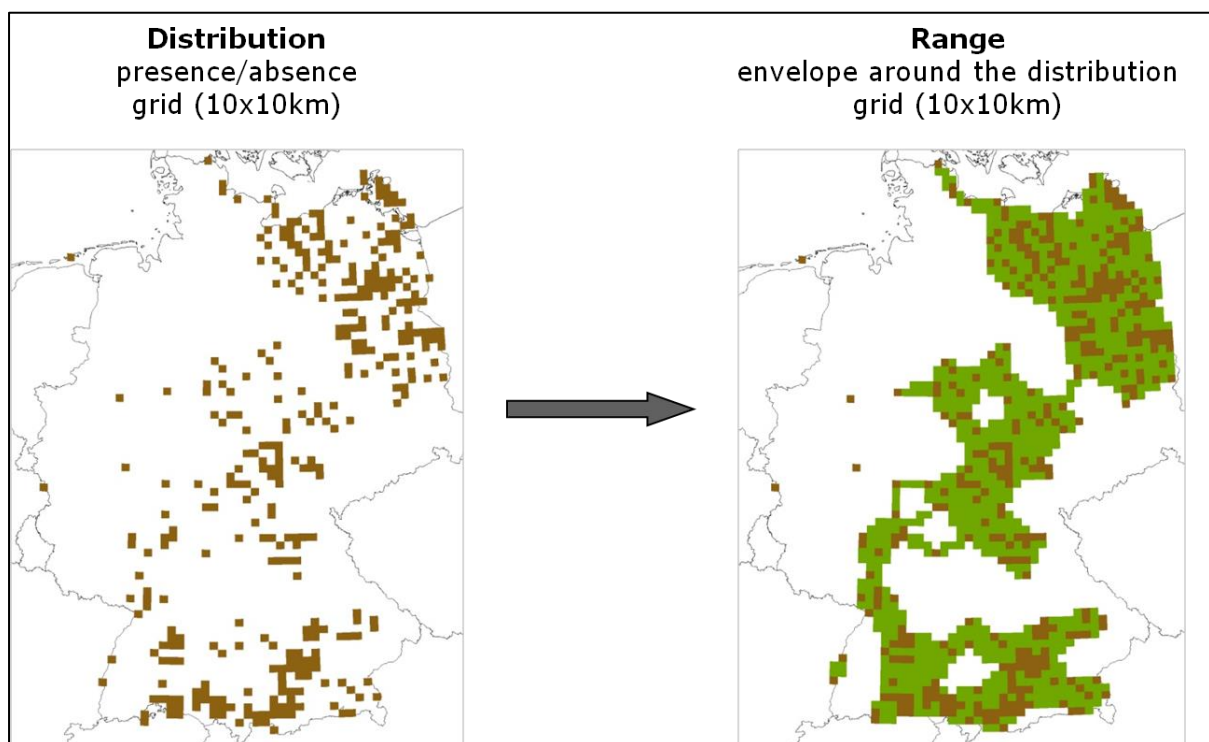 Distribution
presence/absence
grid (10x10km)
Range
envelope around the distribution
grid (10x10km)